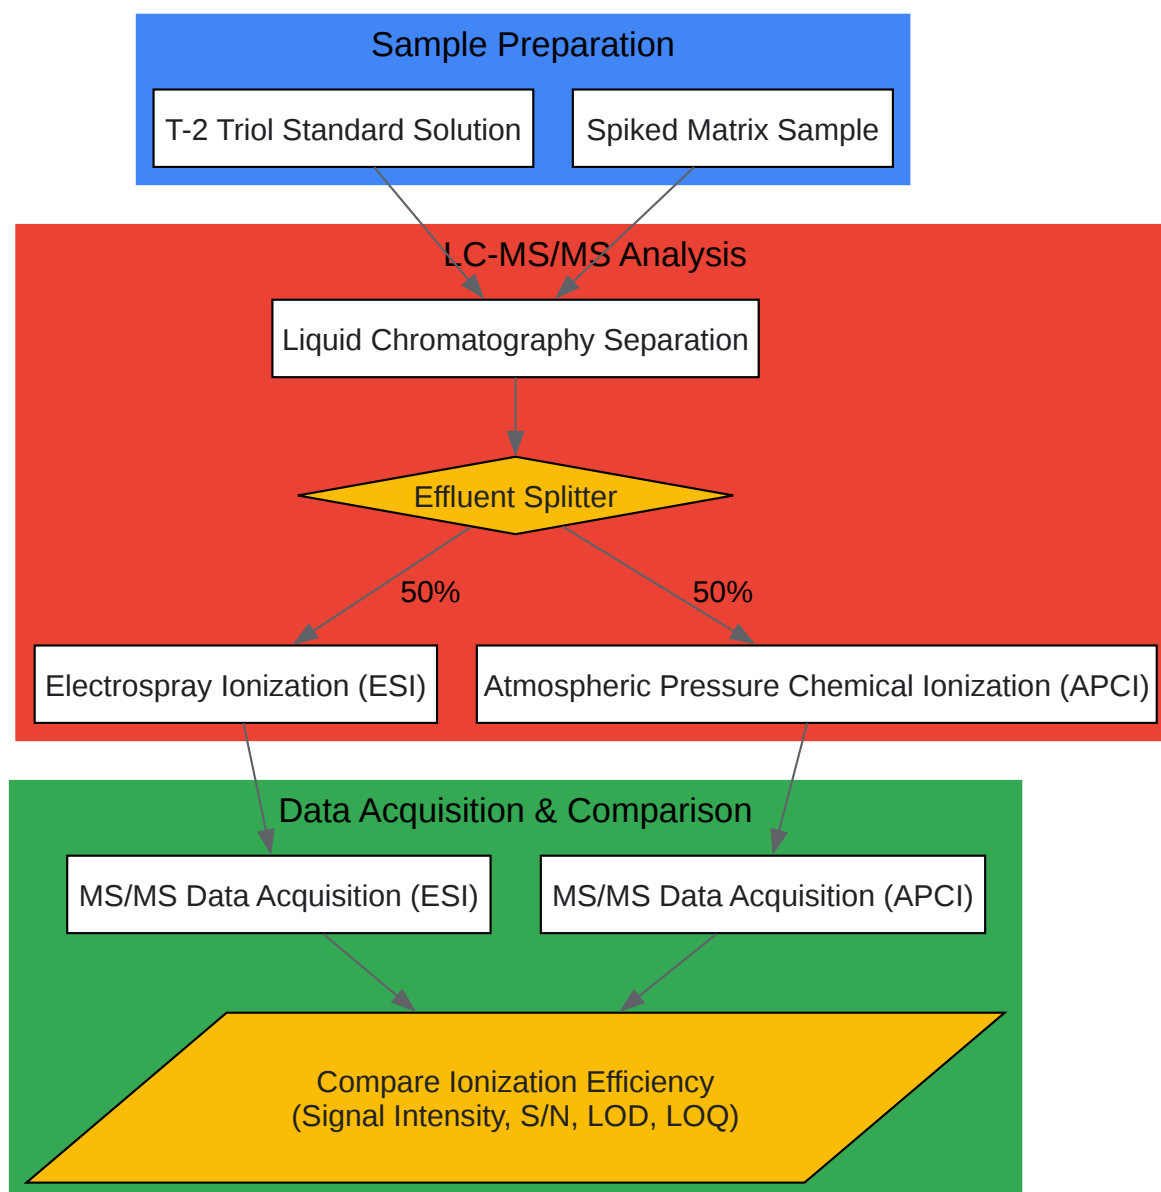 Sample Preparation
T-2 Triol Standard Solution
Spiked Matrix Sample
LC-MS/MS Analysis
Liquid Chromatography Separation
Effluent Splitter
50%
50%
Electrospray Ionization (ESI)
Atmospheric Pressure Chemical Ionization (APCI)
Data Acquisition & Comparison
MS/MS Data Acquisition (ESI)
MS/MS Data Acquisition (APCI)
Compare Ionization Efficiency
(Signal Intensity, S/N, LOD, LOQ)